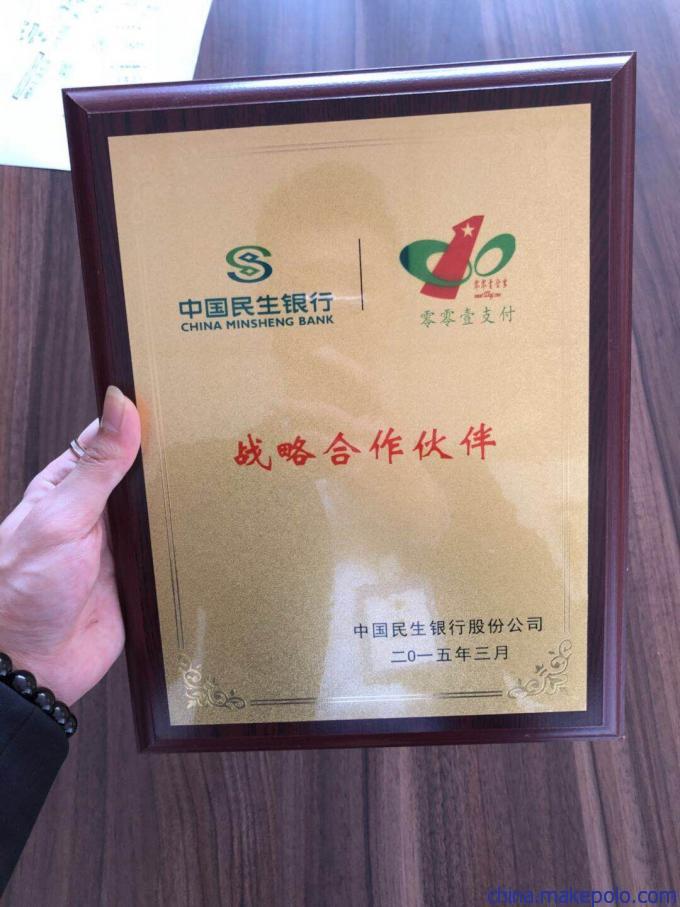 中国民生银行
CHINA MINSHENG BANK
零零壹支付
战略合作伙伴
中国民生银行股份公司
二0一五年三月
china.makepolo.com